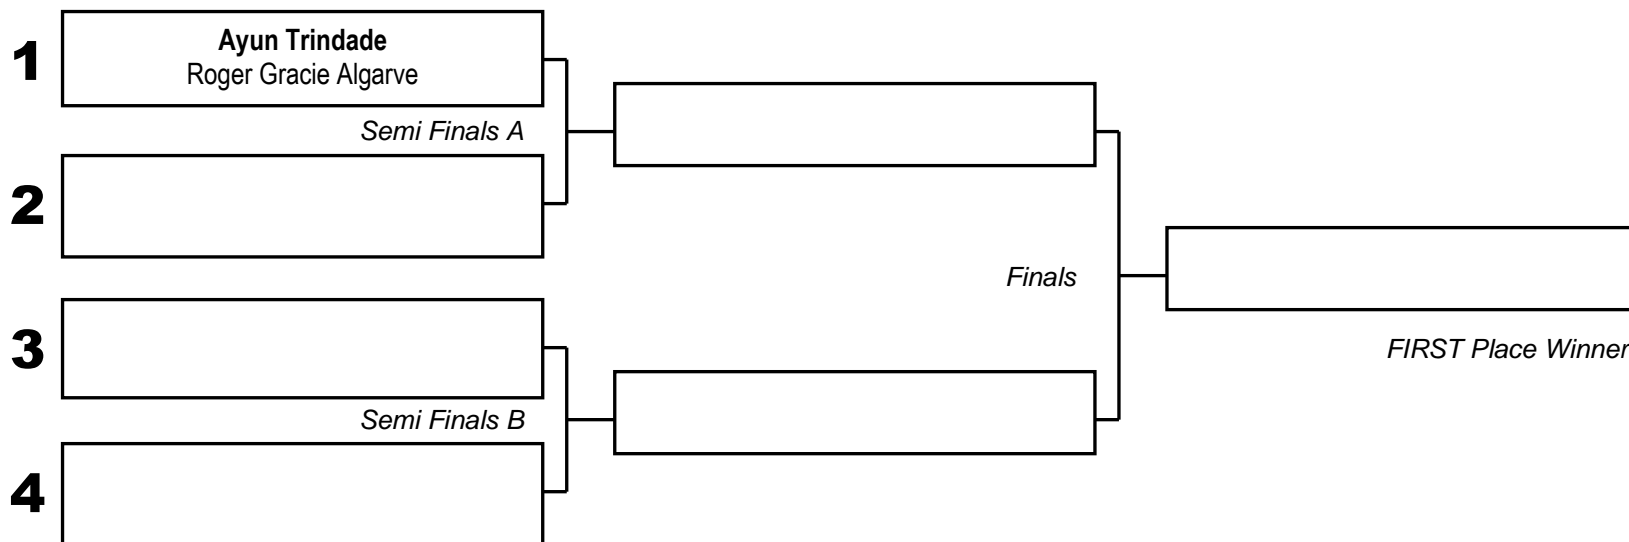 1
Ayun Trindade
Roger Gracie Algarve
Semi Finals A
2
Finals
3
FIRST Place Winner
Semi Finals B
4